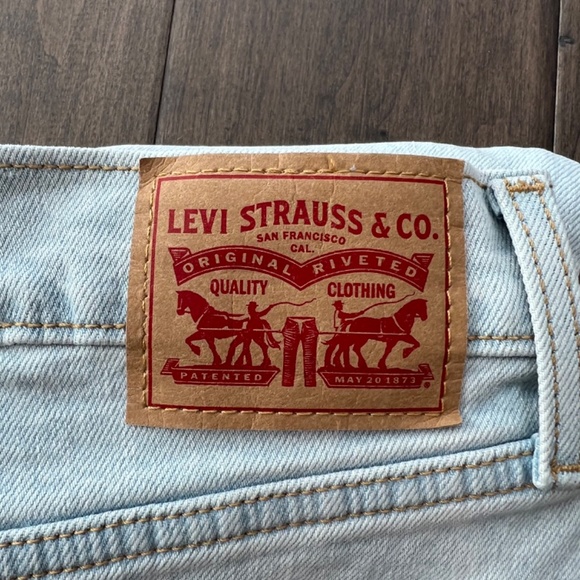 LEVI STRAUSS & CO.
SAN FRANCISCO
CAL.
ORIGINAL RIVETED
QUALITY CLOTHING
PATENTED MAY 20 1873 ®